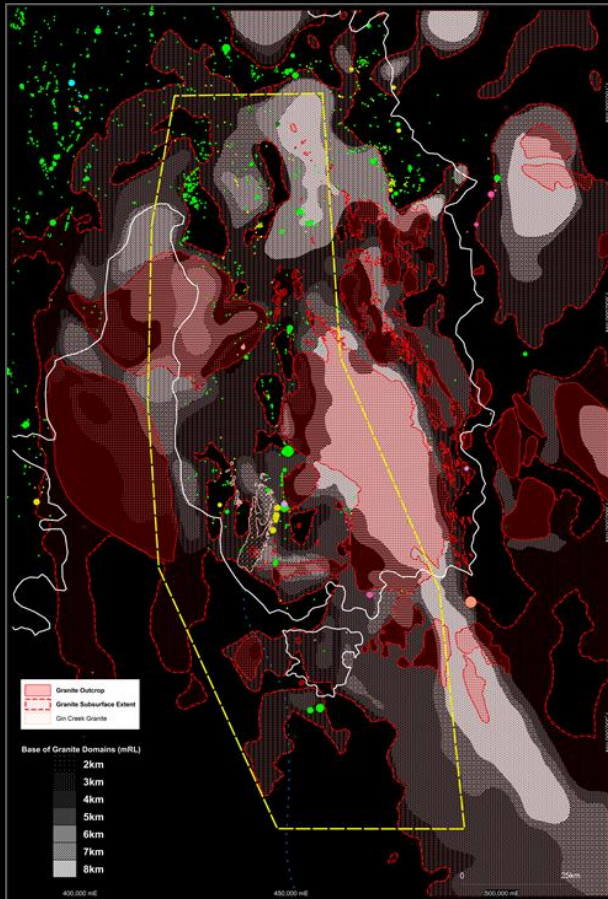 Granite Outcrop
Granite Subsurface Extent
Gin Creek Granite
Base of Granite Domains (mRL)
2km
3km
4km
5km
6km
7km
8km
0 25km
400,000 mE 450,000 mE 500,000 mE